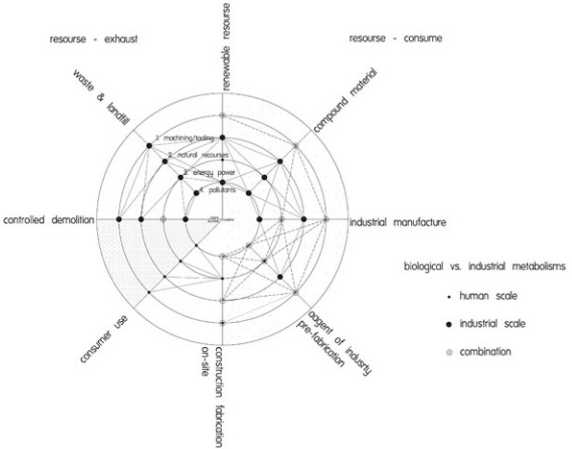 resourse - exhaust
renewable resourse
resourse - consume
waste & landfill
compound material
1. machining/tooling
2. natural recourses
3. energy power
4. pollutants
controlled demolition
industrial manufacture
consumer use
construction fabrication
on-site
aagent of indusrty
pre-fabrication
biological vs. industrial metabolisms
human scale
industrial scale
combination